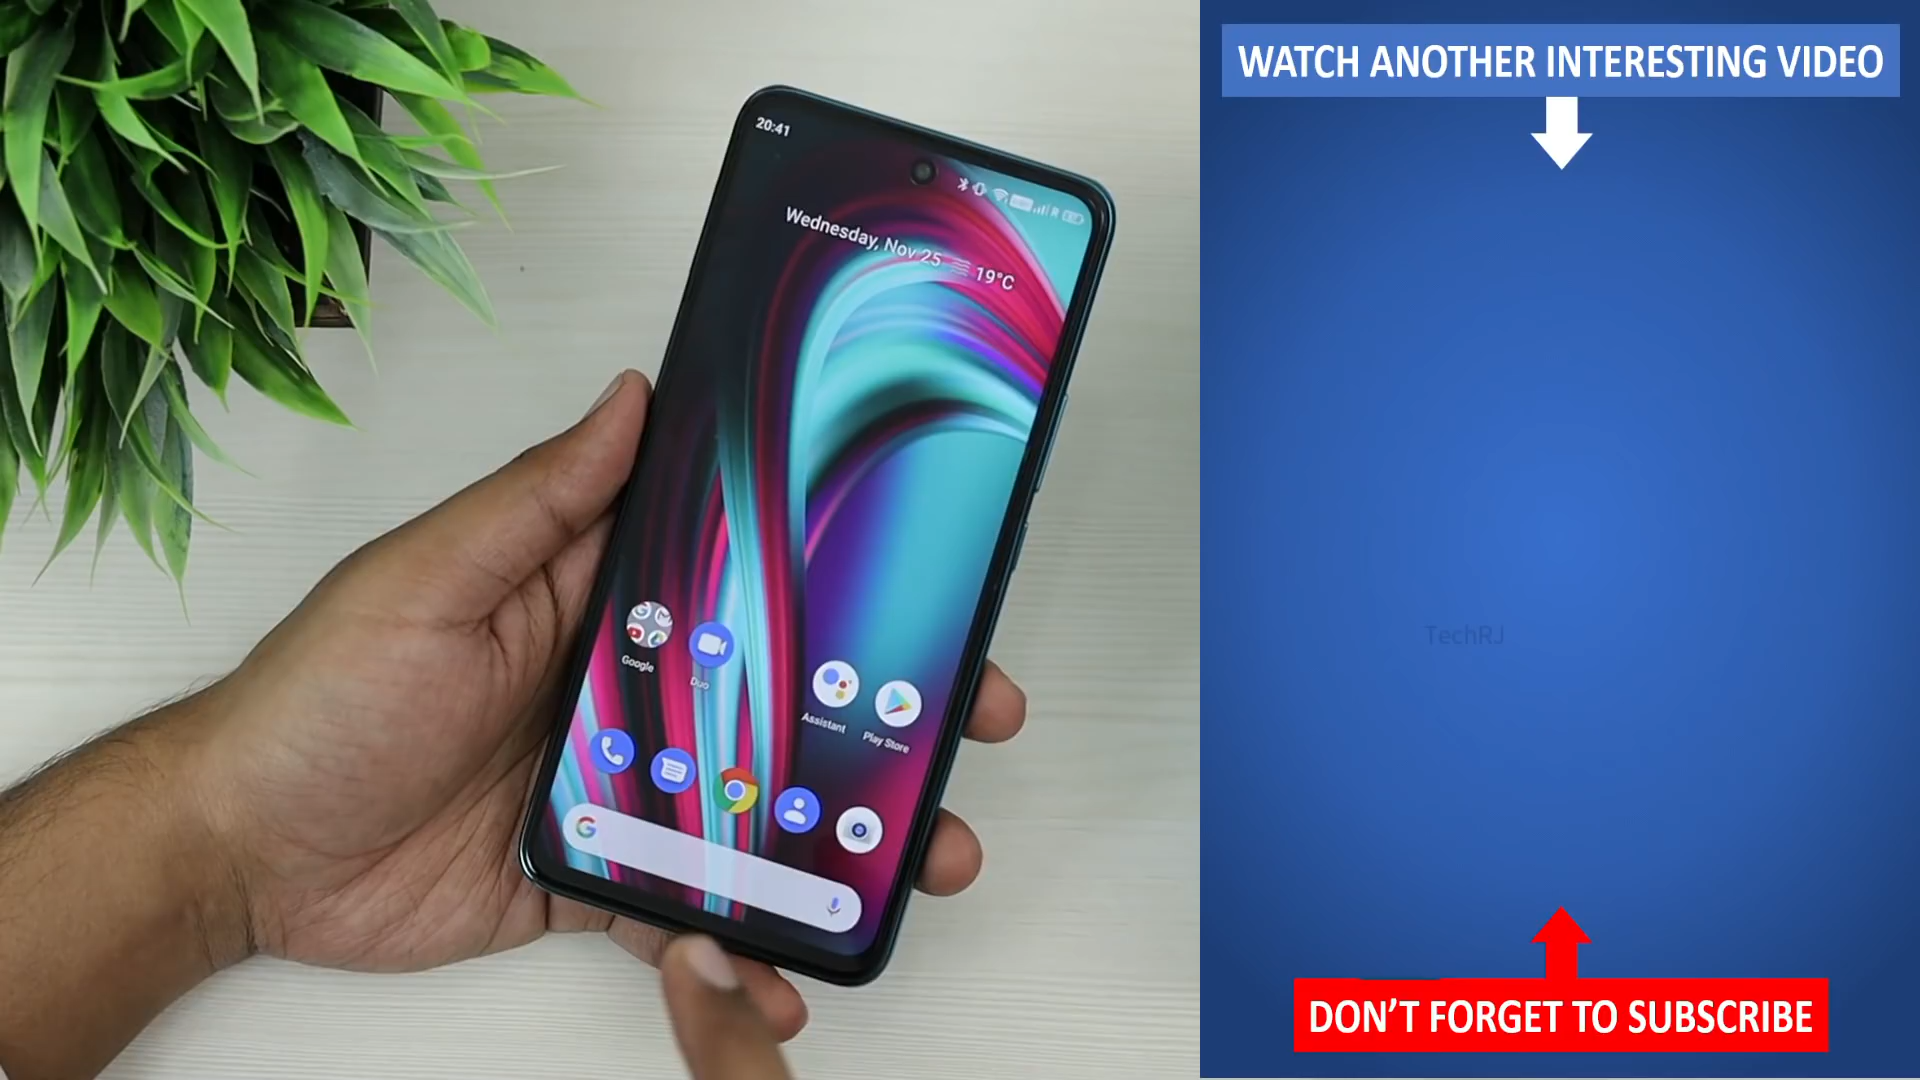 20:41
R
Wednesday, Nov 25 19°C
Google
Duo
Assistant
Play Store
G
WATCH ANOTHER INTERESTING VIDEO
TechRJ
DON'T FORGET TO SUBSCRIBE